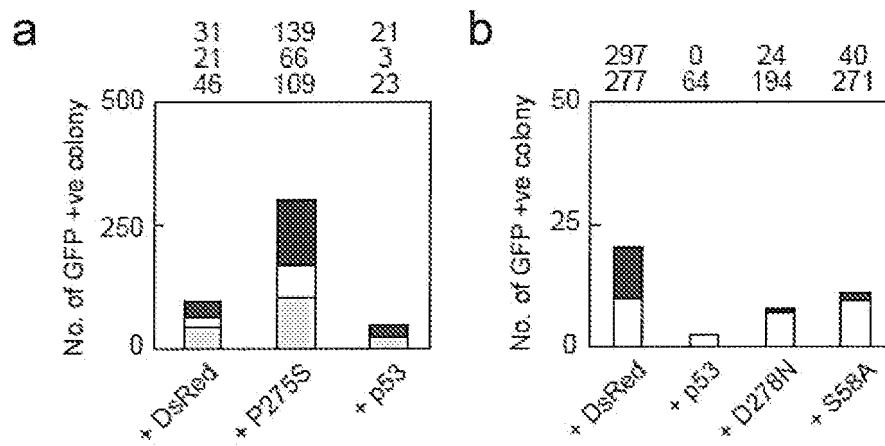 a
31 139 21
21 66 3
46 109 23
500
250
0
No. of GFP +ve colony
+ DsRed
+ P275S
+ p53
b
297 0 24 40
277 64 194 271
50
25
0
No. of GFP +ve colony
+ DsRed
+ p53
+ D278N
+ S58A